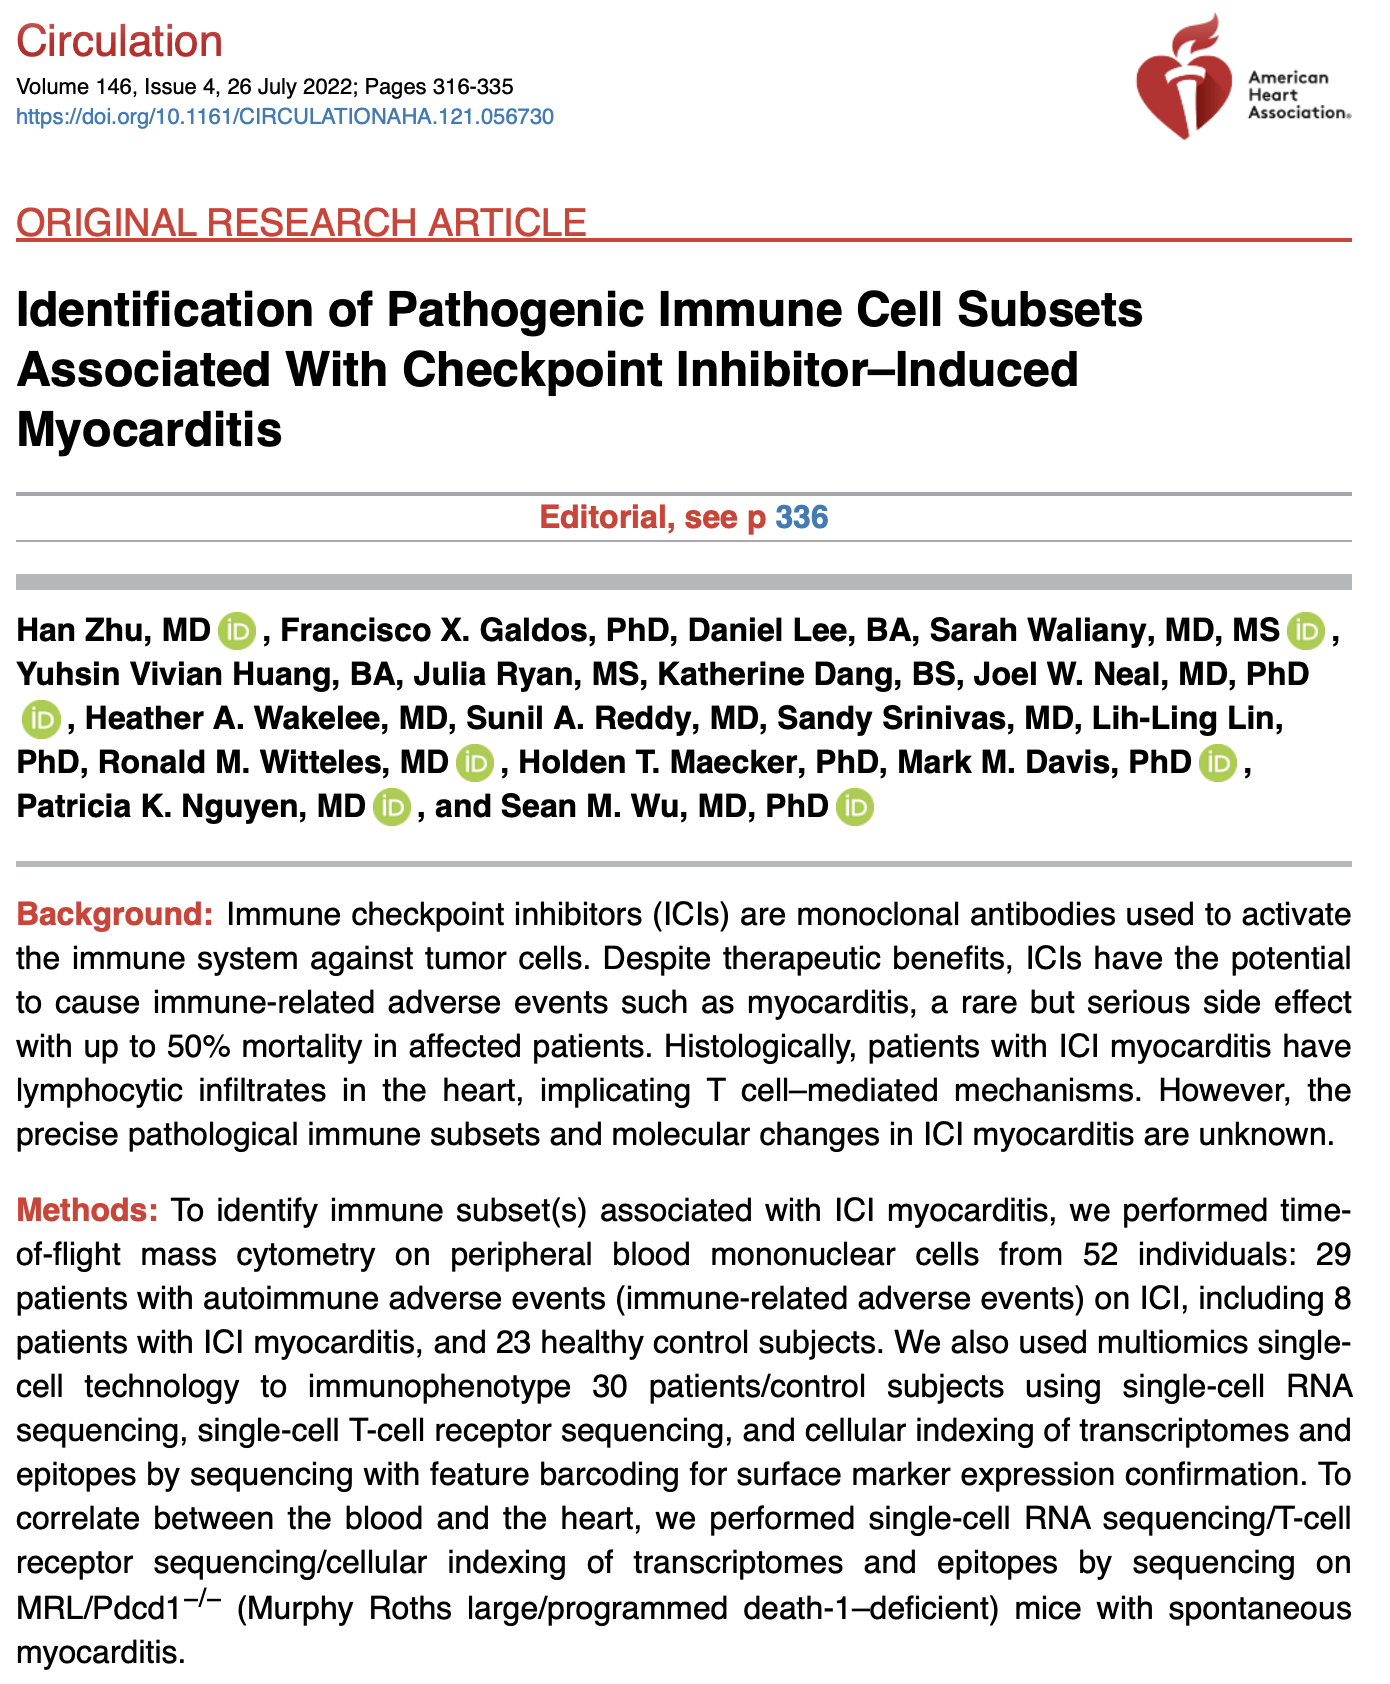 Circulation
Volume 146, Issue 4, 26 July 2022; Pages 316-335
https://doi.org/10.1161/CIRCULATIONAHA.121.056730
American
Heart
Association®
ORIGINAL RESEARCH ARTICLE
Identification of Pathogenic Immune Cell Subsets
Associated With Checkpoint Inhibitor–Induced
Myocarditis
Editorial, see p 336
Han Zhu, MD iD , Francisco X. Galdos, PhD, Daniel Lee, BA, Sarah Waliany, MD, MS iD ,
Yuhsin Vivian Huang, BA, Julia Ryan, MS, Katherine Dang, BS, Joel W. Neal, MD, PhD
iD , Heather A. Wakelee, MD, Sunil A. Reddy, MD, Sandy Srinivas, MD, Lih-Ling Lin,
PhD, Ronald M. Witteles, MD iD , Holden T. Maecker, PhD, Mark M. Davis, PhD iD ,
Patricia K. Nguyen, MD iD , and Sean M. Wu, MD, PhD iD
Background: Immune checkpoint inhibitors (ICIs) are monoclonal antibodies used to activate
the immune system against tumor cells. Despite therapeutic benefits, ICIs have the potential
to cause immune-related adverse events such as myocarditis, a rare but serious side effect
with up to 50% mortality in affected patients. Histologically, patients with ICI myocarditis have
lymphocytic infiltrates in the heart, implicating T cell–mediated mechanisms. However, the
precise pathological immune subsets and molecular changes in ICI myocarditis are unknown.
Methods: To identify immune subset(s) associated with ICI myocarditis, we performed time-
of-flight mass cytometry on peripheral blood mononuclear cells from 52 individuals: 29
patients with autoimmune adverse events (immune-related adverse events) on ICI, including 8
patients with ICI myocarditis, and 23 healthy control subjects. We also used multiomics single-
cell technology to immunophenotype 30 patients/control subjects using single-cell RNA
sequencing, single-cell T-cell receptor sequencing, and cellular indexing of transcriptomes and
epitopes by sequencing with feature barcoding for surface marker expression confirmation. To
correlate between the blood and the heart, we performed single-cell RNA sequencing/T-cell
receptor sequencing/cellular indexing of transcriptomes and epitopes by sequencing on
MRL/Pdcd1−/− (Murphy Roths large/programmed death-1–deficient) mice with spontaneous
myocarditis.